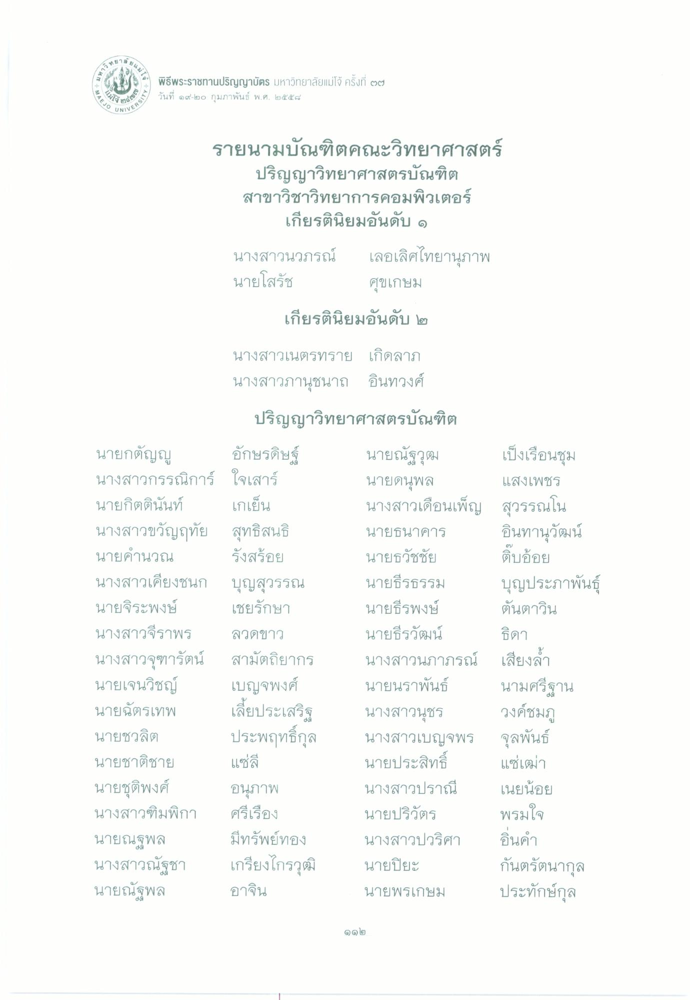 มหาวิทยาลัยแม่โจ้
แม่โจ้ ๒๔๗๗
MAEJO UNIVERSITY
พิธีพระราชทานปริญญาบัตร มหาวิทยาลัยแม่โจ้ ครั้งที่ ๓๗
วันที่ ๑๙-๒๐ กุมภาพันธ์ พ.ศ. ๒๕๕๘
รายนามบัณฑิตคณะวิทยาศาสตร์
ปริญญาวิทยาศาสตรบัณฑิต
สาขาวิชาวิทยาการคอมพิวเตอร์
เกียรตินิยมอันดับ ๑
นางสาวนวภรณ์ เลอเลิศไทยานุภาพ
นายโสรัช ศุขเกษม
เกียรตินิยมอันดับ ๒
นางสาวเนตรทราย เกิดลาภ
นางสาวภานุชนาถ อินทวงศ์
ปริญญาวิทยาศาสตรบัณฑิต
นายกตัญญู อักษรดิษฐ์ นายณัฐวุฒ เป็งเรือนชุม
นางสาวกรรณิการ์ ใจเสาร์ นายดนุพล แสงเพชร
นายกิตตินันท์ เกเย็น นางสาวเดือนเพ็ญ สุวรรณโน
นางสาวขวัญฤทัย สุทธิสนธิ นายธนาคาร อินทานุวัฒน์
นายคำนวณ รังสร้อย นายธวัชชัย ติ๊บอ้อย
นางสาวเคียงชนก บุญสุวรรณ นายธีรธรรม บุญประภาพันธุ์
นายจิระพงษ์ เชยรักษา นายธีรพงษ์ ตันตาวิน
นางสาวจีราพร ลวดขาว นายธีรวัฒน์ ธิดา
นางสาวจุฑารัตน์ สามัตถิยากร นางสาวนภาภรณ์ เสียงล้ำ
นายเจนวิชญ์ เบญจพงศ์ นายนราพันธ์ นามศรีฐาน
นายฉัตรเทพ เลี้ยประเสริฐ นางสาวนุชร วงค์ชมภู
นายชวลิต ประพฤทธิ์กุล นางสาวเบญจพร จุลพันธ์
นายชาติชาย แซ่ลี นายประสิทธิ์ แซ่เฒ่า
นายชุติพงศ์ อนุภาพ นางสาวปราณี เนยน้อย
นางสาวฑิมพิกา ศรีเรือง นายปริวัตร พรมใจ
นายณฐพล มีทรัพย์ทอง นางสาวปวริศา อิ่นคำ
นางสาวณัฐชา เกรียงไกรวุฒิ นายปิยะ กันตรัตนากุล
นายณัฐพล อาจิน นายพรเกษม ประทักษ์กุล
๑๑๒